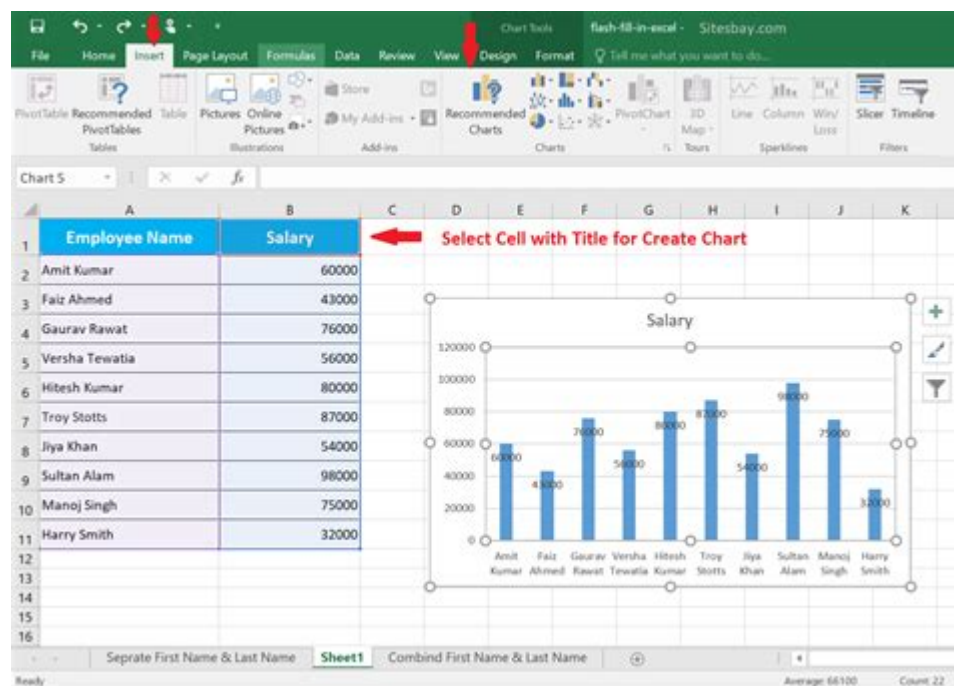 Chart Tools flash-fill-in-excel - Sitesbay.com
File Home Insert Page Layout Formulas Data Review View Design Format Tell me what you want to do...
PivotTable Recommended PivotTables Table
Pictures Online Pictures
Store
My Add-ins
Recommended Charts
PivotChart
3D Map
Line Column Win/Loss
Slicer Timeline
Tables Illustrations Add-ins Charts Tours Sparklines Filters
Chart 5 fx
A B C D E F G H I J K
1 Employee Name Salary Select Cell with Title for Create Chart
2 Amit Kumar 60000
3 Faiz Ahmed 43000
4 Gaurav Rawat 76000
5 Versha Tewatia 56000
6 Hitesh Kumar 80000
7 Troy Stotts 87000
8 Jiya Khan 54000
9 Sultan Alam 98000
10 Manoj Singh 75000
11 Harry Smith 32000
12
13
14
15
16
Salary
120000
100000
80000
60000
40000
20000
0
60000 43000 76000 56000 80000 87000 54000 98000 75000 32000
Amit Faiz Gaurav Versha Hitesh Troy Jiya Sultan Manoj Harry
Kumar Ahmed Rawat Tewatia Kumar Stotts Khan Alam Singh Smith
Seprate First Name & Last Name Sheet1 Combind First Name & Last Name
Ready Average: 66100 Count: 22